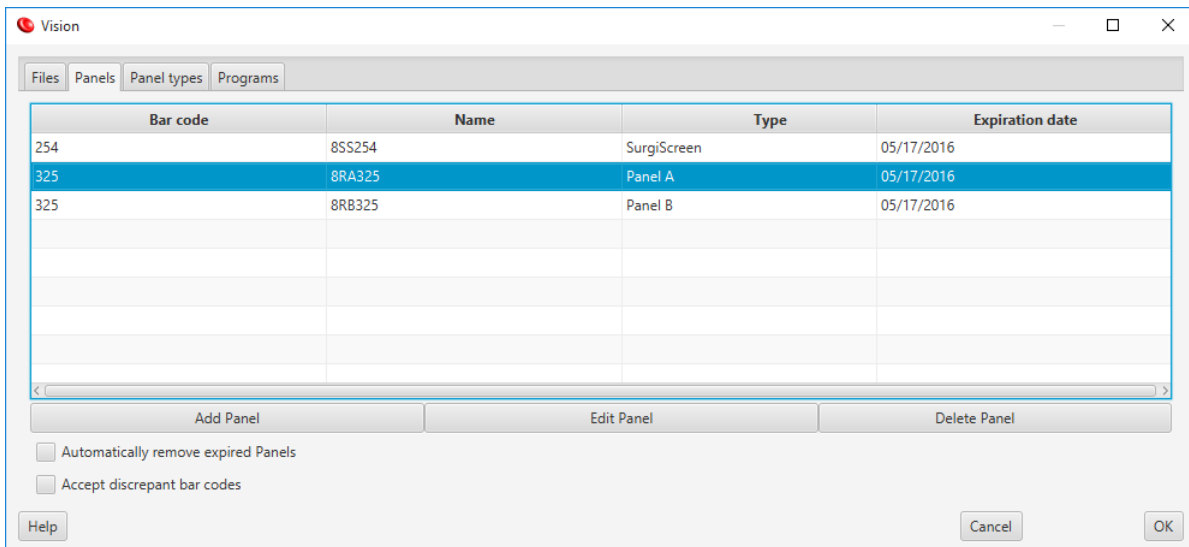 Vision
Files Panels Panel types Programs
Bar code Name Type Expiration date
254 8SS254 SurgiScreen 05/17/2016
325 8RA325 Panel A 05/17/2016
325 8RB325 Panel B 05/17/2016
Add Panel Edit Panel Delete Panel
Automatically remove expired Panels
Accept discrepant bar codes
Help Cancel OK